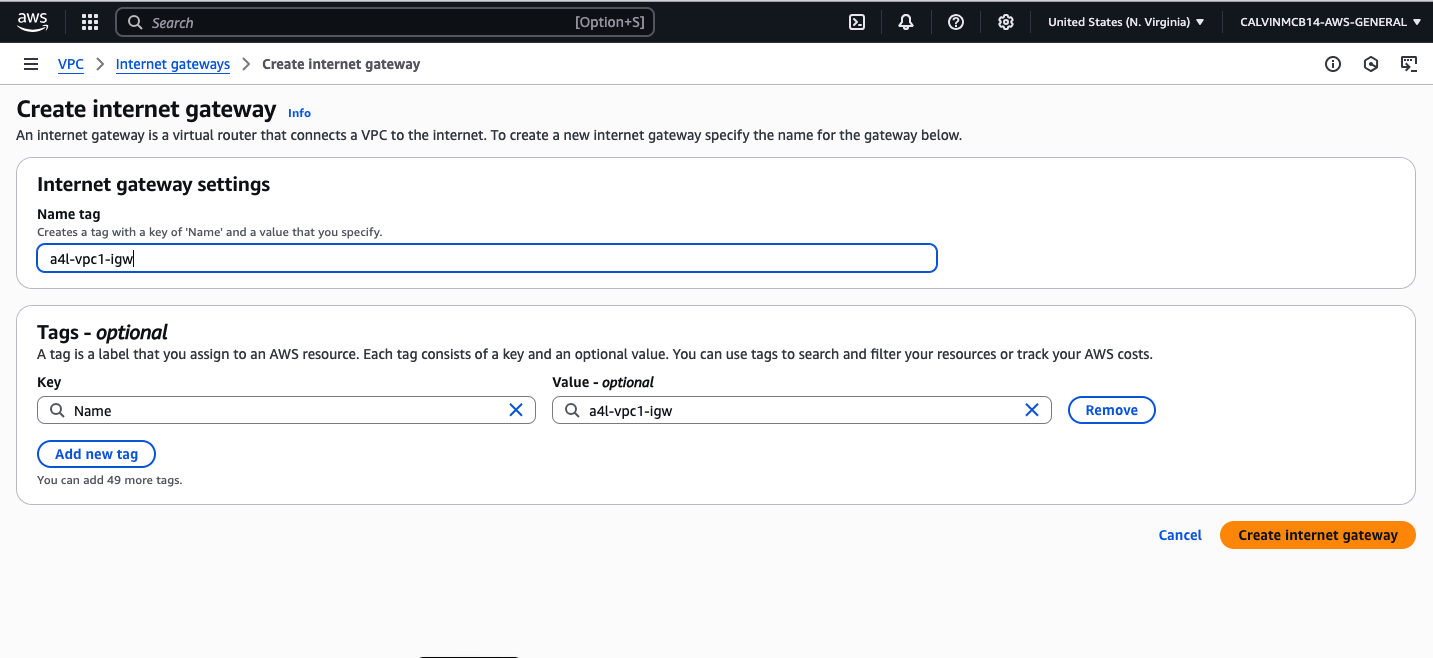 aws Search [Option+S] United States (N. Virginia) CALVINMCB14-AWS-GENERAL
VPC Internet gateways Create internet gateway
Create internet gateway Info
An internet gateway is a virtual router that connects a VPC to the internet. To create a new internet gateway specify the name for the gateway below.
Internet gateway settings
Name tag
Creates a tag with a key of 'Name' and a value that you specify.
a4l-vpc1-igw
Tags - optional
A tag is a label that you assign to an AWS resource. Each tag consists of a key and an optional value. You can use tags to search and filter your resources or track your AWS costs.
Key Value - optional
Name a4l-vpc1-igw Remove
Add new tag
You can add 49 more tags.
Cancel Create internet gateway